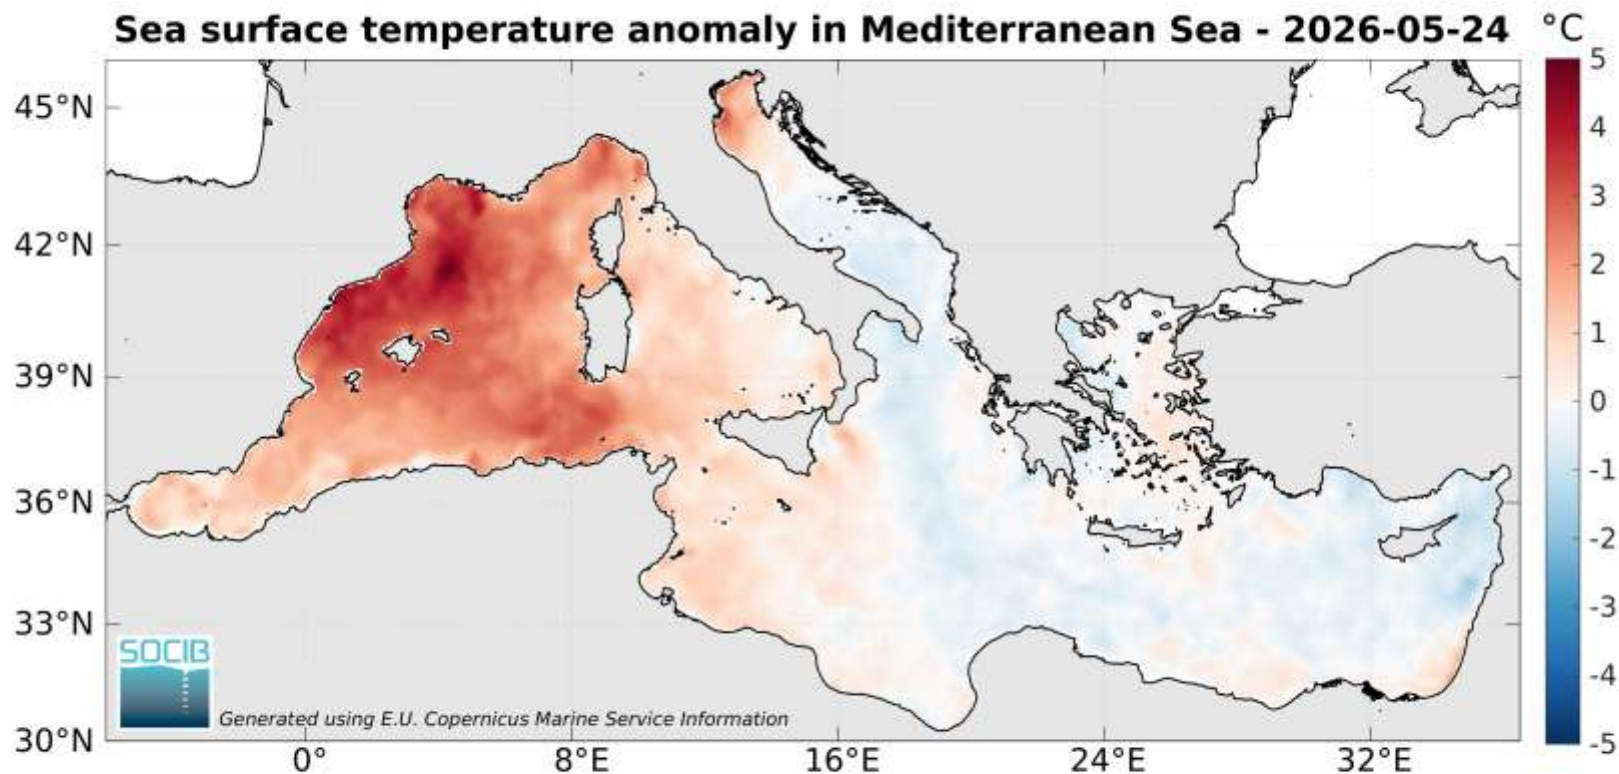 Sea surface temperature anomaly in Mediterranean Sea - 2026-05-24
°C
5
4
3
2
1
0
-1
-2
-3
-4
-5
45°N
42°N
39°N
36°N
33°N
30°N
0°
8°E
16°E
24°E
32°E
SOCIB
Generated using E.U. Copernicus Marine Service Information